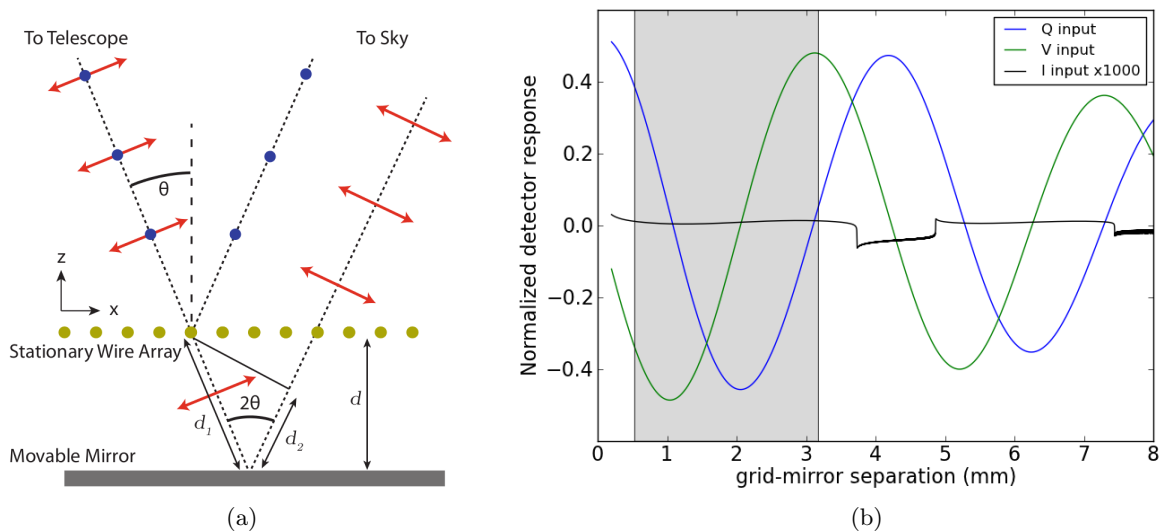 To Telescope
To Sky
θ
z
x
Stationary Wire Array
2θ
d₁
d₂
d
Movable Mirror
(a)
Normalized detector response
0.4
0.2
0.0
−0.2
−0.4
Q input
V input
I input x1000
0 1 2 3 4 5 6 7 8
grid-mirror separation (mm)
(b)